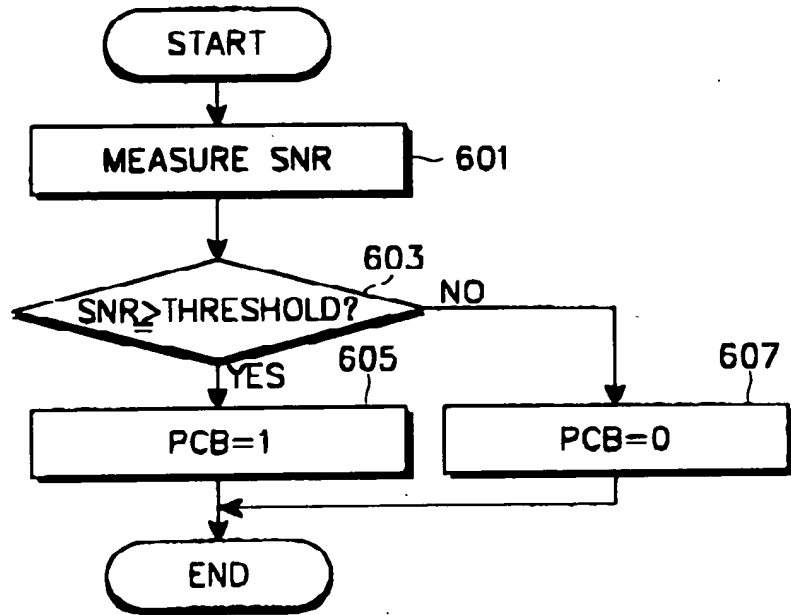 START
MEASURE SNR
601
603
SNR≧THRESHOLD?
NO
YES
605
607
PCB=1
PCB=0
END